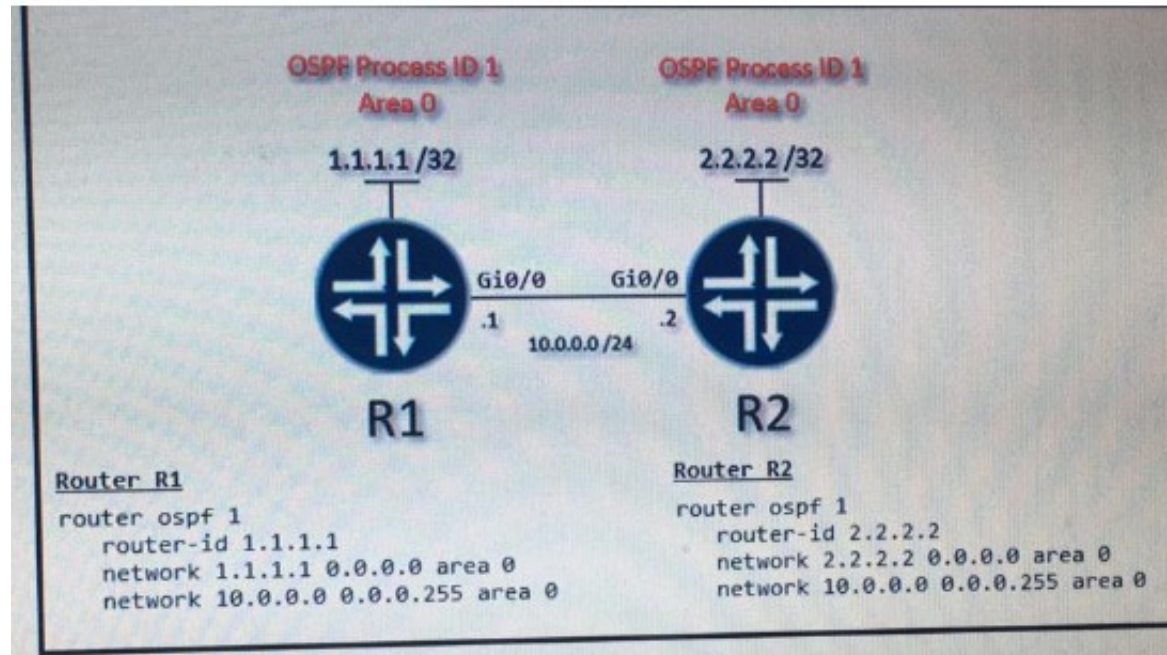 OSPF Process ID 1
Area 0
OSPF Process ID 1
Area 0
1.1.1.1 /32
2.2.2.2 /32
Gi0/0
Gi0/0
.1
.2
10.0.0.0 /24
R1
R2
Router R1
router ospf 1
router-id 1.1.1.1
network 1.1.1.1 0.0.0.0 area 0
network 10.0.0.0 0.0.0.255 area 0
Router R2
router ospf 1
router-id 2.2.2.2
network 2.2.2.2 0.0.0.0 area 0
network 10.0.0.0 0.0.0.255 area 0